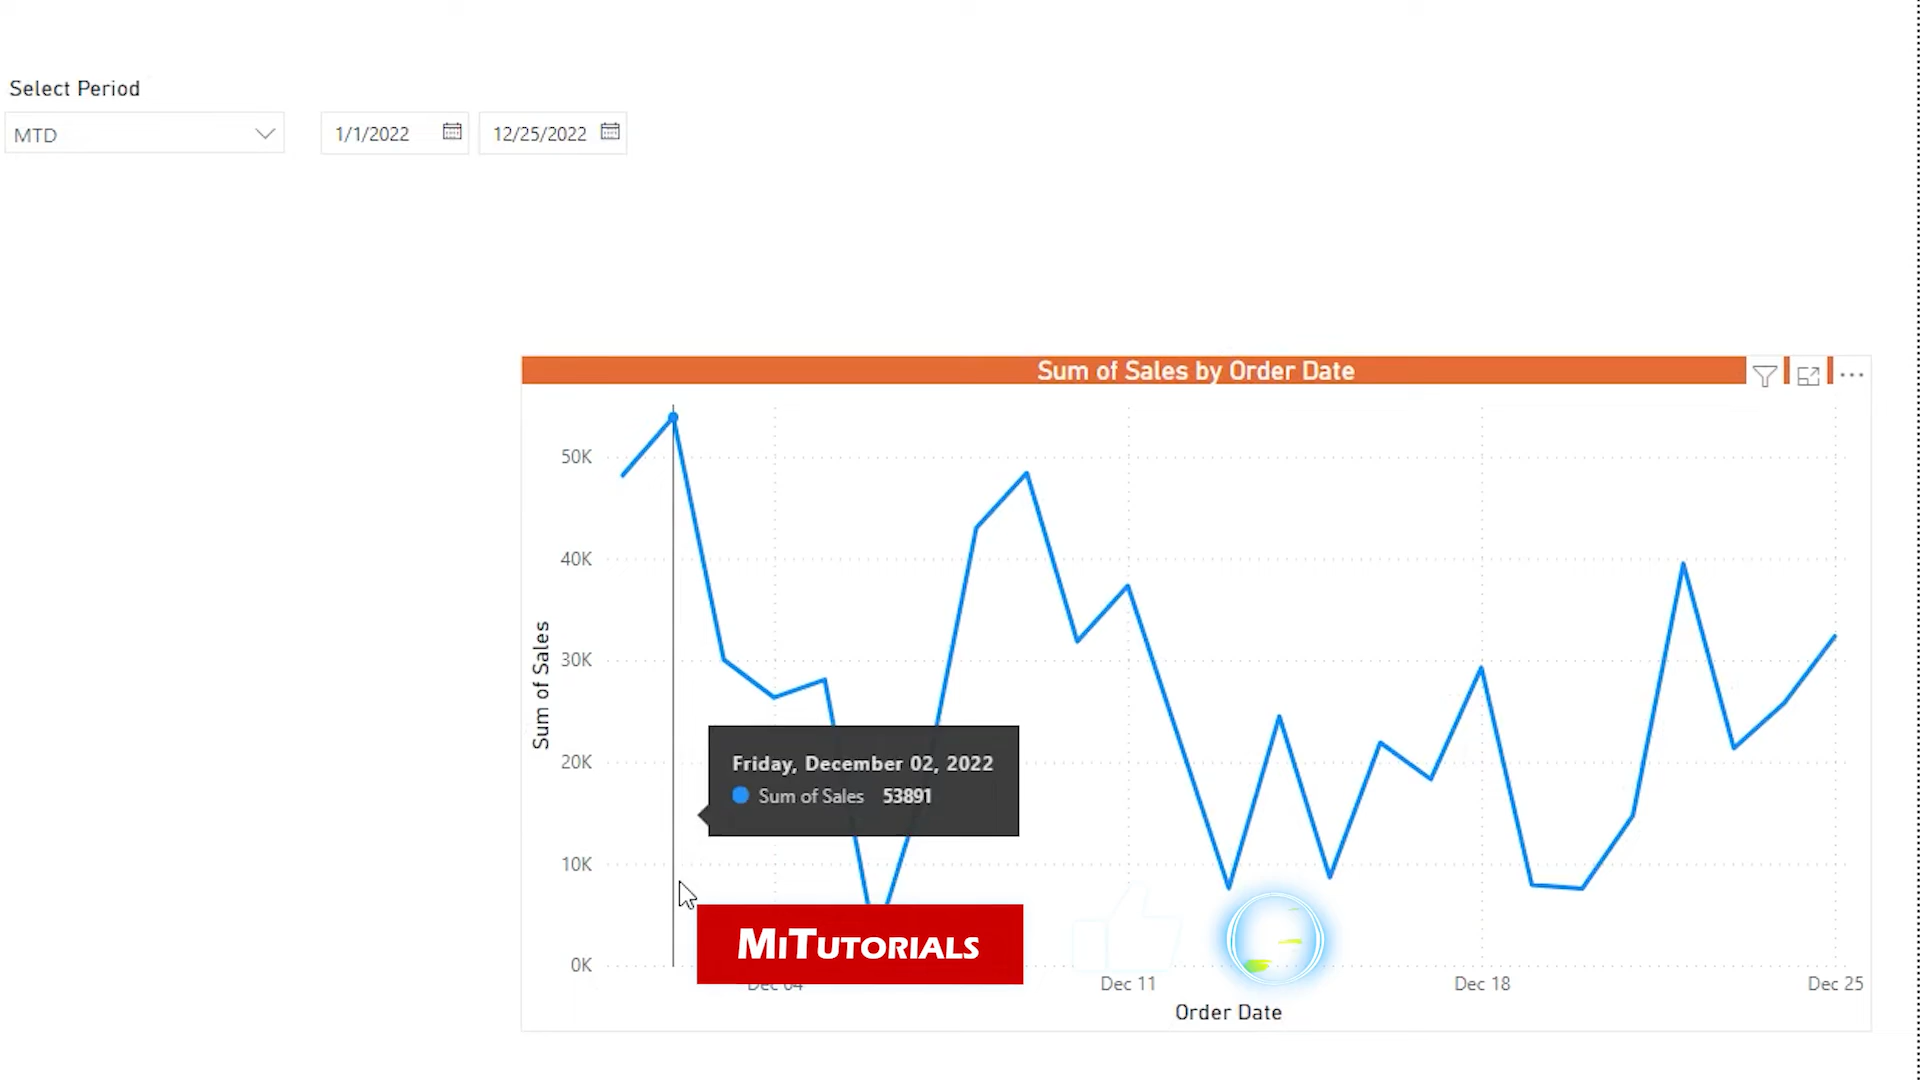 Select Period
MTD
1/1/2022
12/25/2022
Sum of Sales by Order Date
50K
40K
30K
20K
10K
0K
Sum of Sales
Friday, December 02, 2022
Sum of Sales 53891
MiTutorials
Dec 04
Dec 11
Dec 18
Dec 25
Order Date